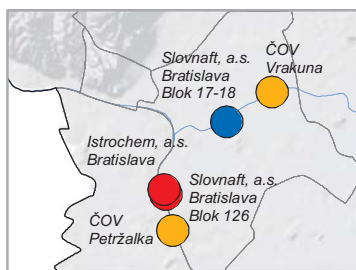 Slovnaft, a.s.
Bratislava
Blok 17-18
ČOV
Vrakuna
Istrochem, a.s.
Bratislava
Slovnaft, a.s.
Bratislava
Blok 126
ČOV
Petržalka